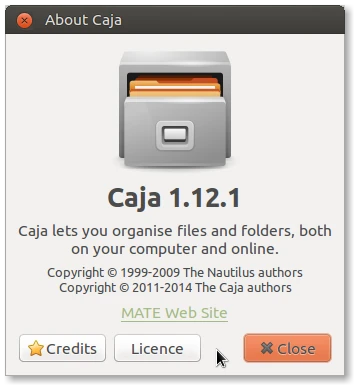 About Caja
Caja 1.12.1
Caja lets you organise files and folders, both
on your computer and online.
Copyright © 1999-2009 The Nautilus authors
Copyright © 2011-2014 The Caja authors
MATE Web Site
Credits
Licence
Close